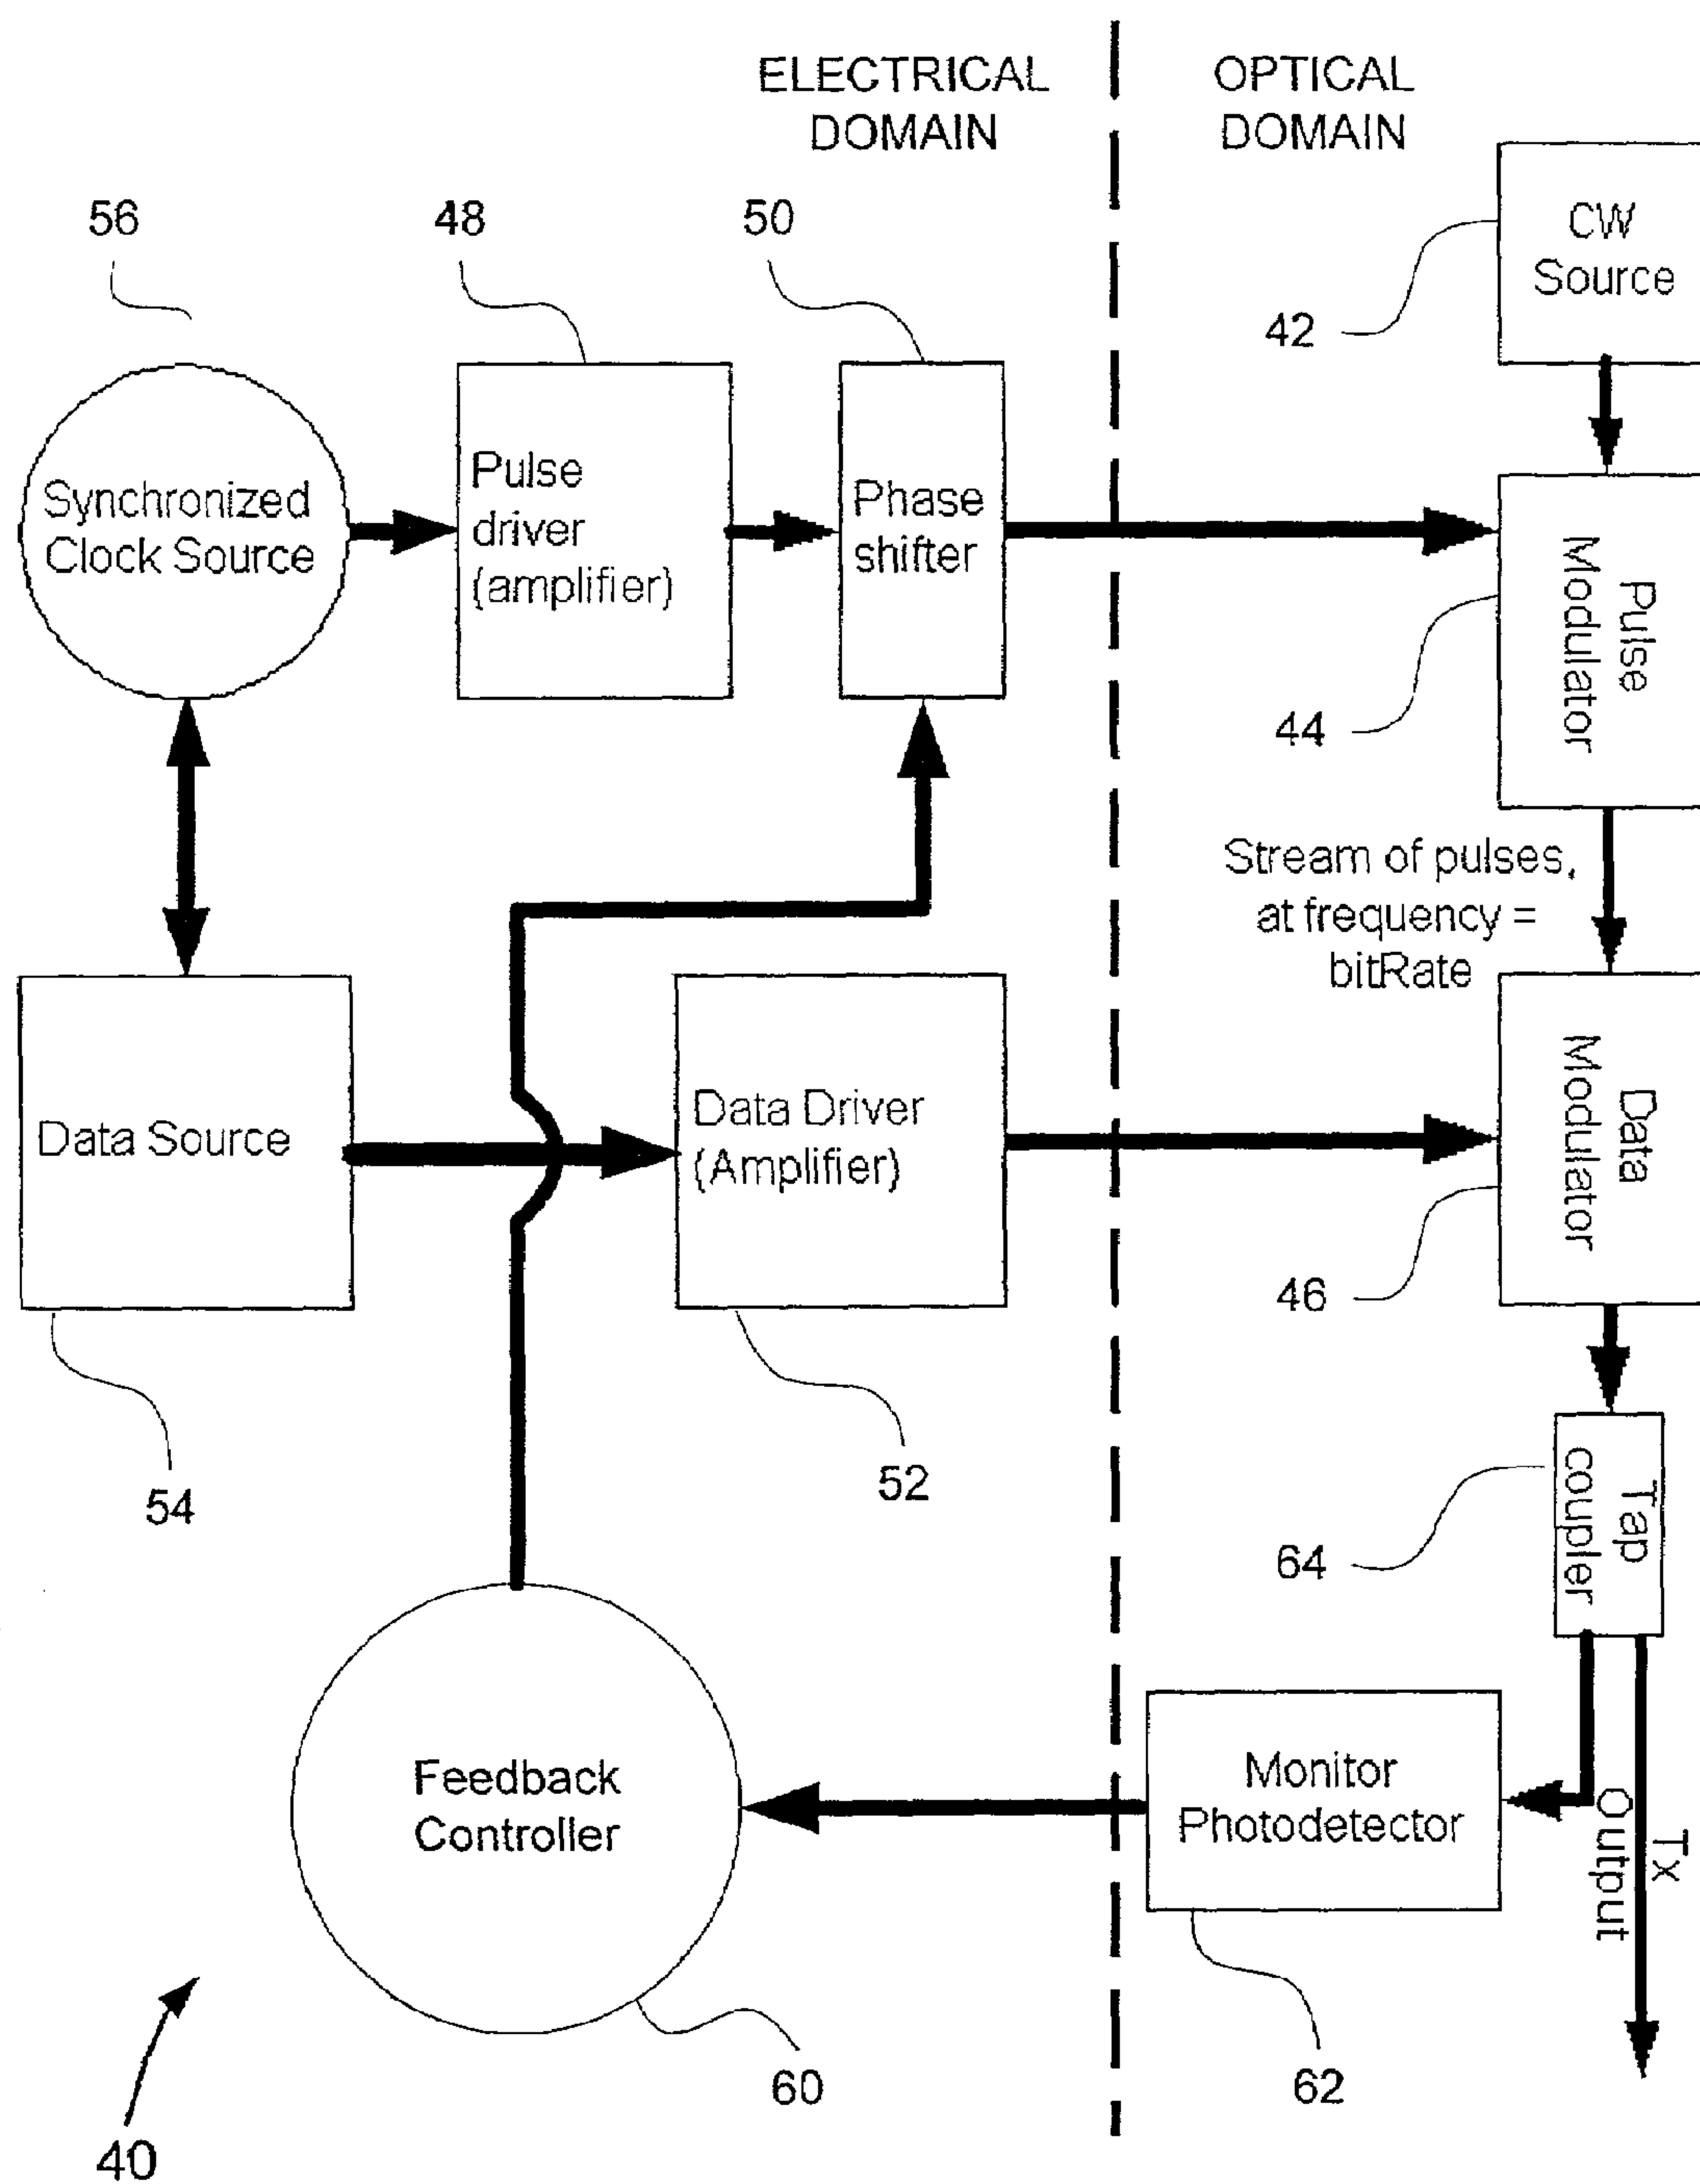 ELECTRICAL
DOMAIN
OPTICAL
DOMAIN
56
48
50
CW
Source
42
Synchronized
Clock Source
Pulse
driver
(amplifier)
Phase
shifter
Pulse
Modulator
44
Stream of pulses,
at frequency =
bitRate
Data Source
Data Driver
(Amplifier)
Data
Modulator
46
54
52
Tap
coupler
64
Feedback
Controller
Monitor
Photodetector
Tx
Output
60
62
40